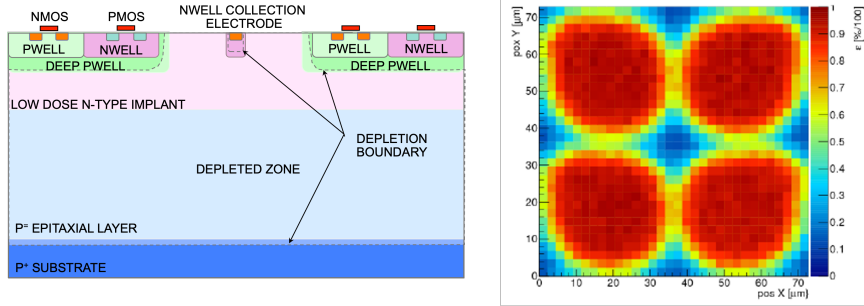 NMOS
PMOS
NWELL COLLECTION
ELECTRODE
PWELL
NWELL
PWELL
NWELL
DEEP PWELL
DEEP PWELL
LOW DOSE N-TYPE IMPLANT
DEPLETION
BOUNDARY
DEPLETED ZONE
P= EPITAXIAL LAYER
P+ SUBSTRATE
pox Y [μm]
70
60
50
40
30
20
10
0
0 10 20 30 40 50 60 70
pos X [μm]
1
0.9
0.8
0.7
0.6
0.5
0.4
0.3
0.2
0.1
0
ε [%/100]